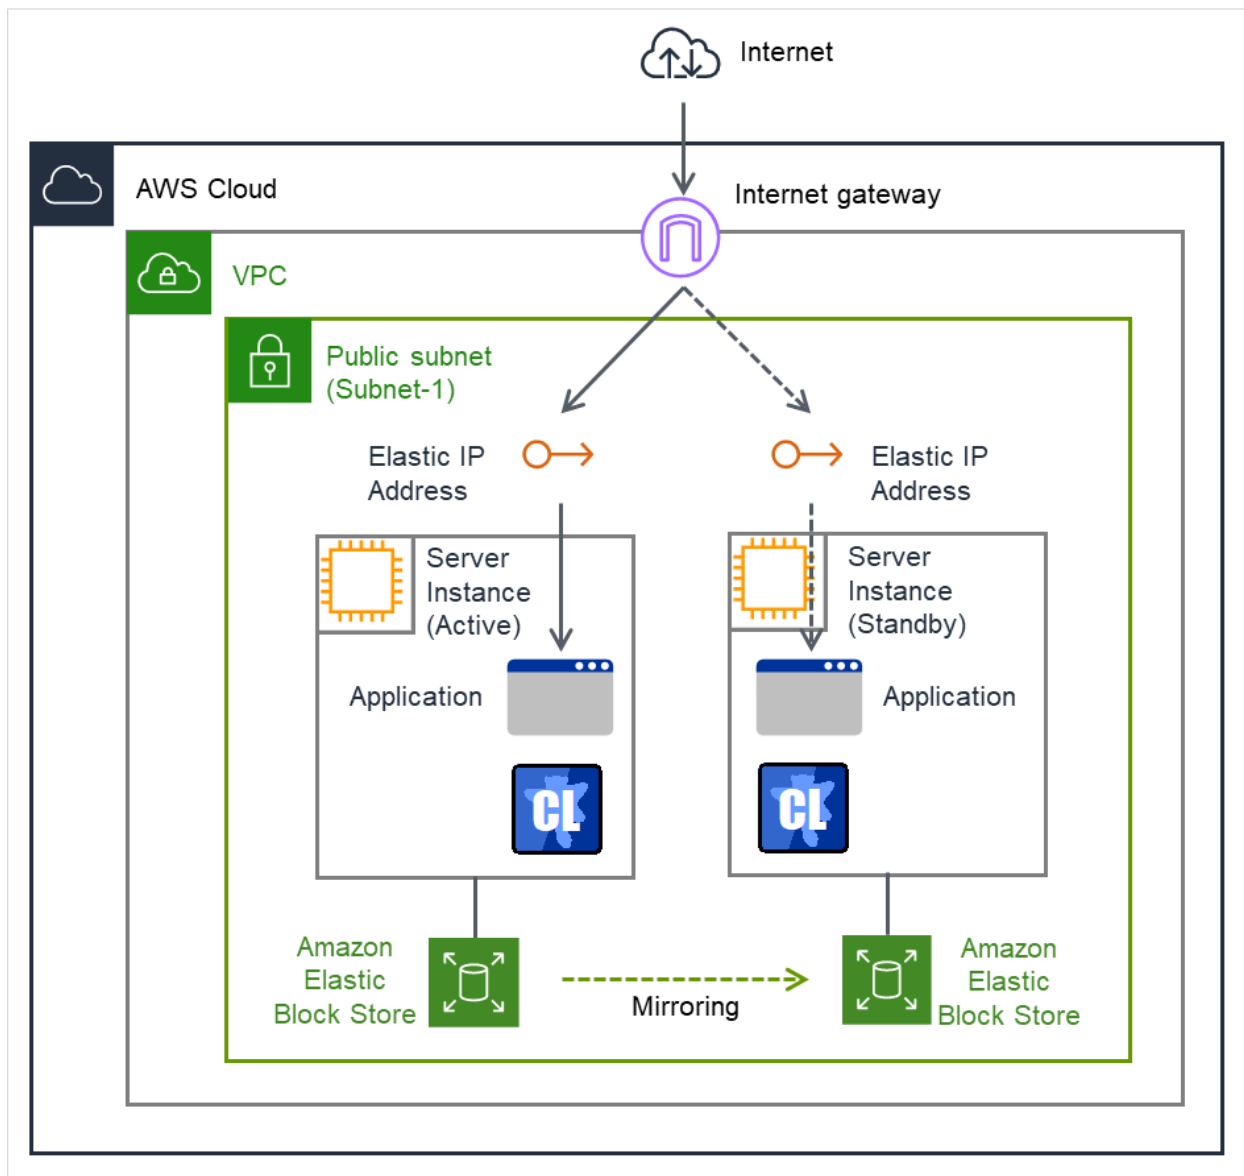 Internet
AWS Cloud
Internet gateway
VPC
Public subnet
(Subnet-1)
Elastic IP
Address
Elastic IP
Address
Server
Instance
(Active)
Server
Instance
(Standby)
Application
Application
CL
CL
Amazon
Elastic
Block Store
Mirroring
Amazon
Elastic
Block Store